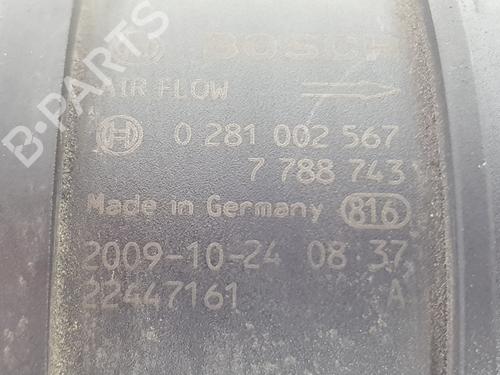 BOSCH
AIR FLOW
0 281 002 567
7 788 743
Made in Germany 816
2009-10-24 08 37
22447161 A
B-PARTS